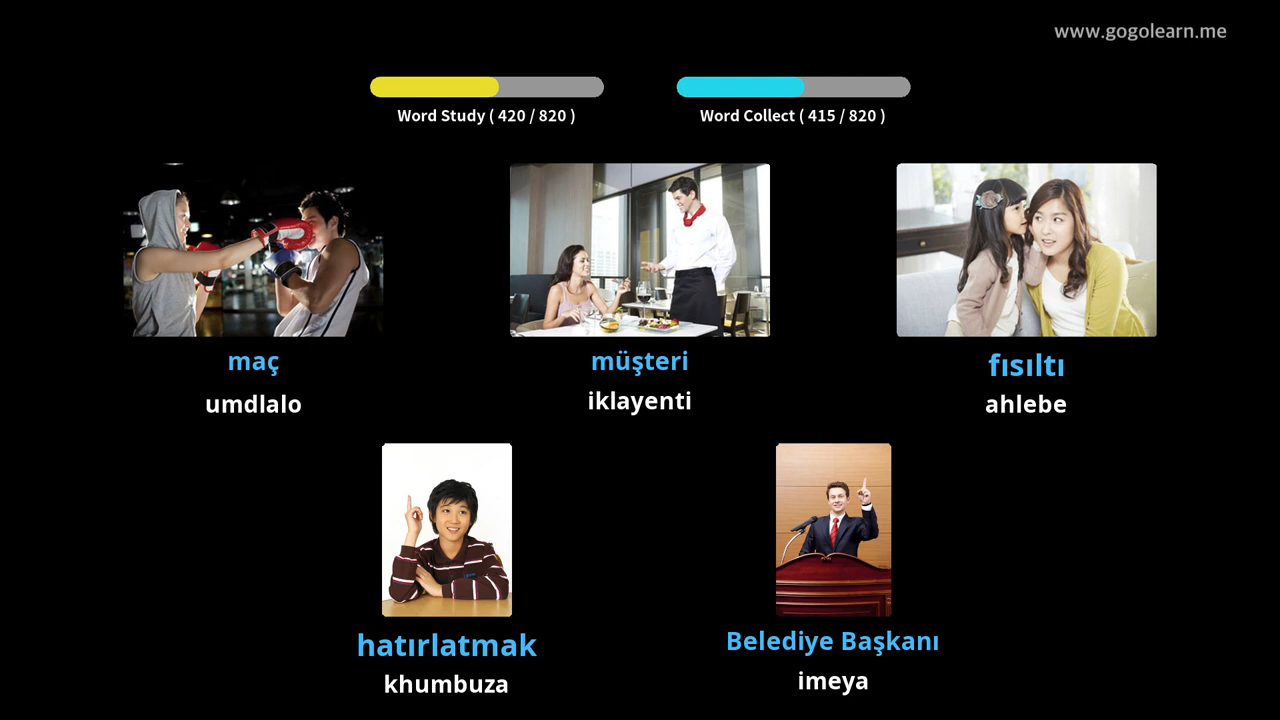 www.gogolearn.me
Word Study ( 420 / 820 )
Word Collect ( 415 / 820 )
maç
umdlalo
müşteri
iklayenti
fısıltı
ahlebe
hatırlatmak
khumbuza
Belediye Başkanı
imeya